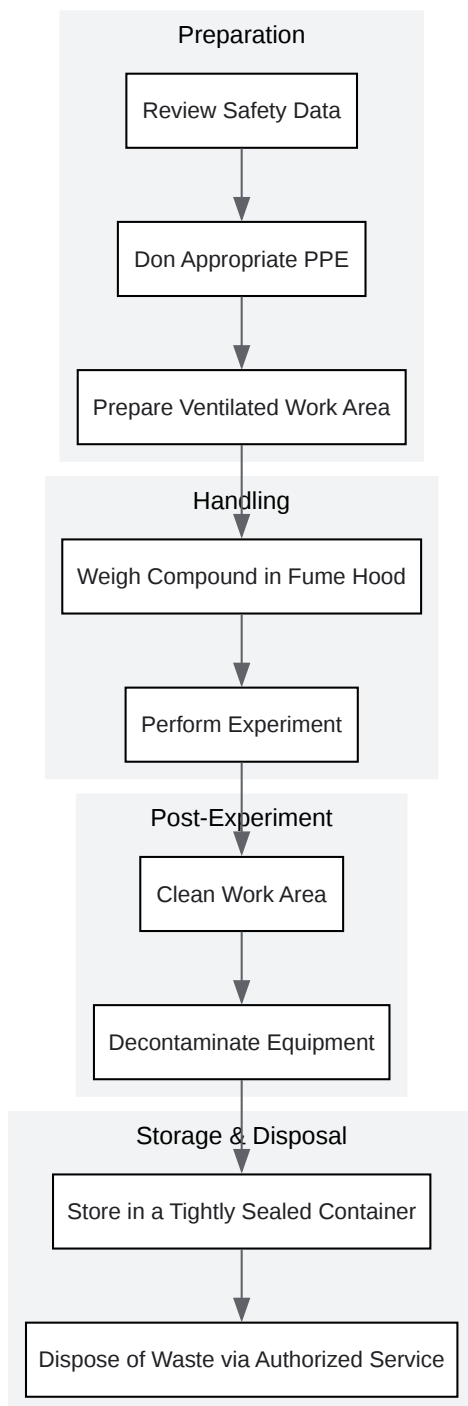 Preparation
Review Safety Data
Don Appropriate PPE
Prepare Ventilated Work Area
Handling
Weigh Compound in Fume Hood
Perform Experiment
Post-Experiment
Clean Work Area
Decontaminate Equipment
Storage & Disposal
Store in a Tightly Sealed Container
Dispose of Waste via Authorized Service